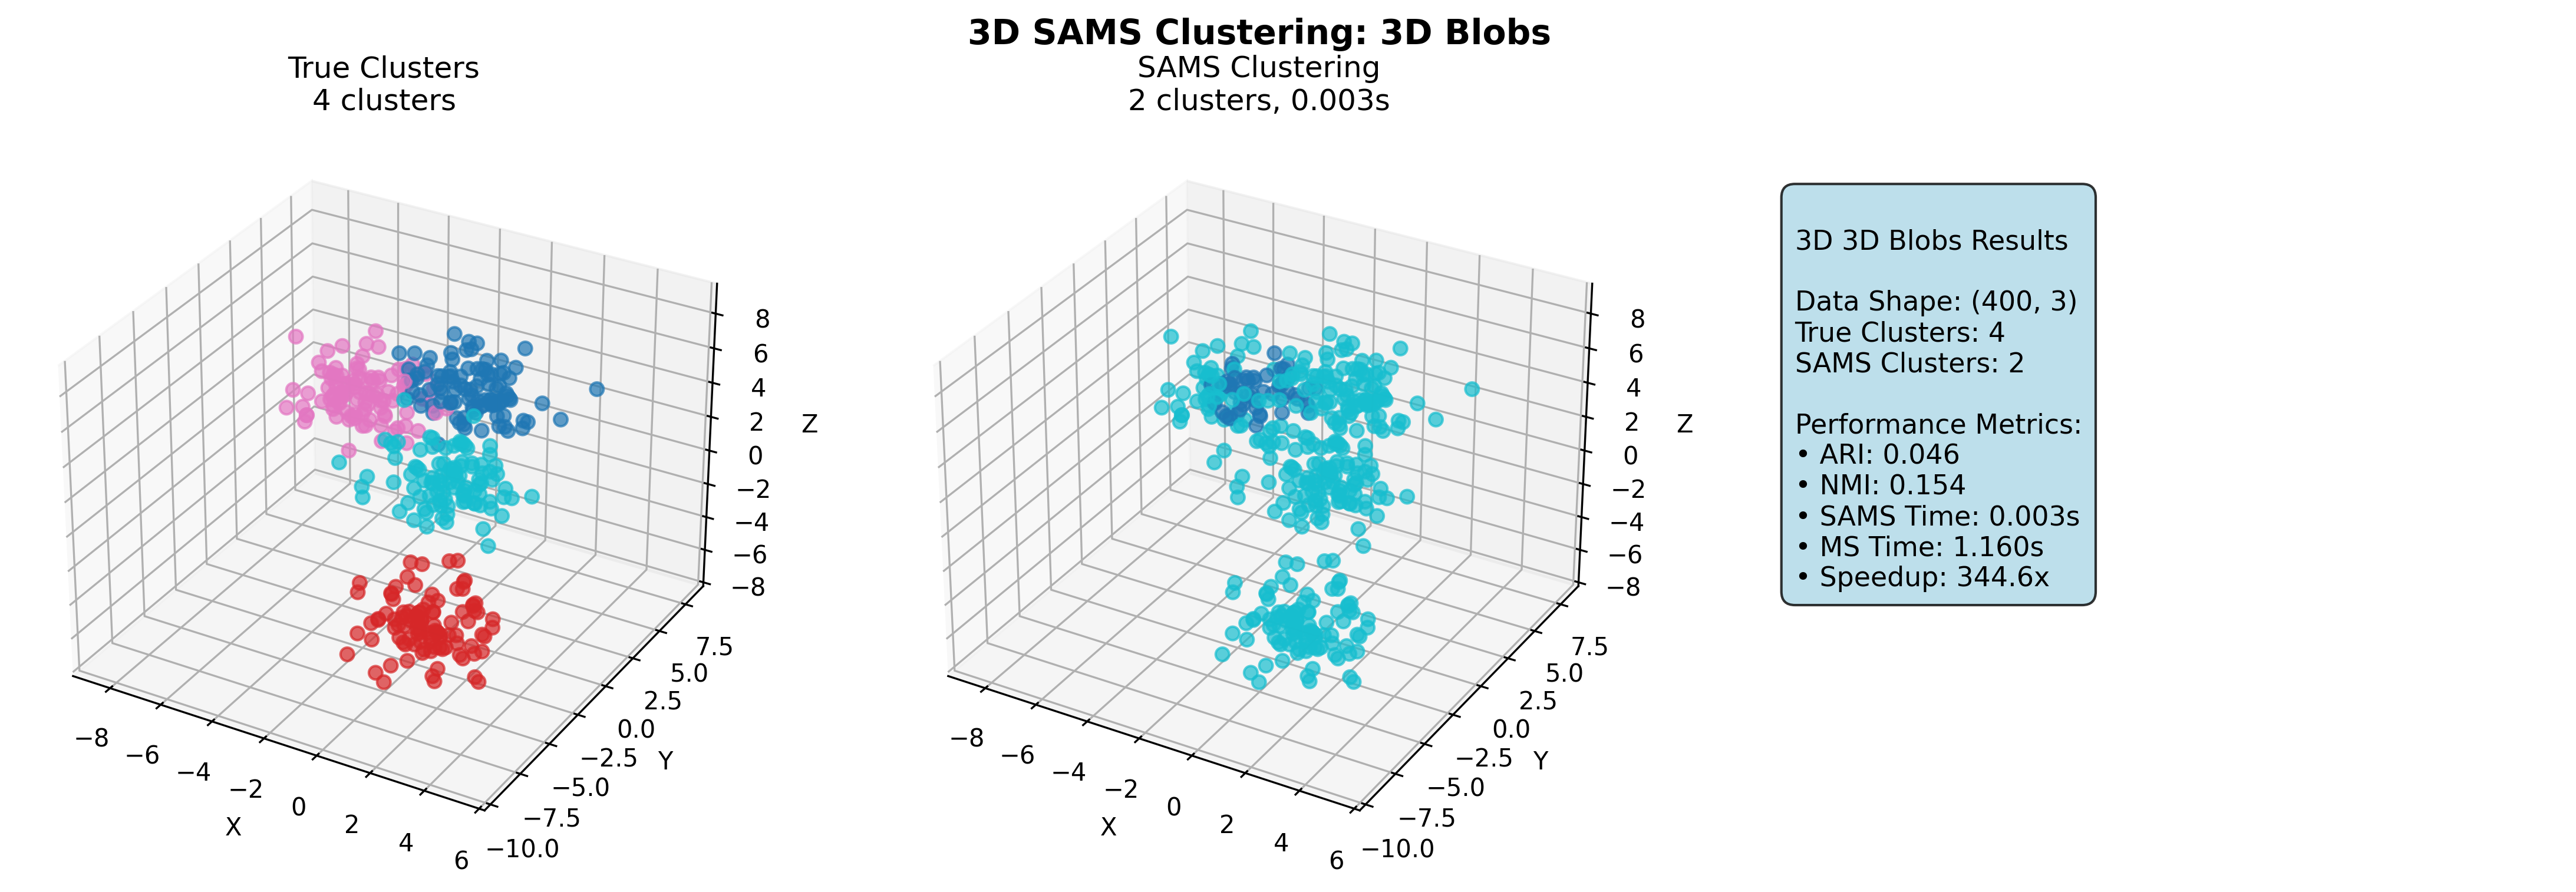 3D SAMS Clustering: 3D Blobs
True Clusters
4 clusters
8
6
4
2
0
−2
−4
−6
−8
Z
7.5
5.0
2.5
0.0
−2.5
−5.0
−7.5
−10.0
Y
−8
−6
−4
−2
0
2
4
6
X
SAMS Clustering
2 clusters, 0.003s
8
6
4
2
0
−2
−4
−6
−8
Z
7.5
5.0
2.5
0.0
−2.5
−5.0
−7.5
−10.0
Y
−8
−6
−4
−2
0
2
4
6
X
3D 3D Blobs Results
Data Shape: (400, 3)
True Clusters: 4
SAMS Clusters: 2
Performance Metrics:
• ARI: 0.046
• NMI: 0.154
• SAMS Time: 0.003s
• MS Time: 1.160s
• Speedup: 344.6x